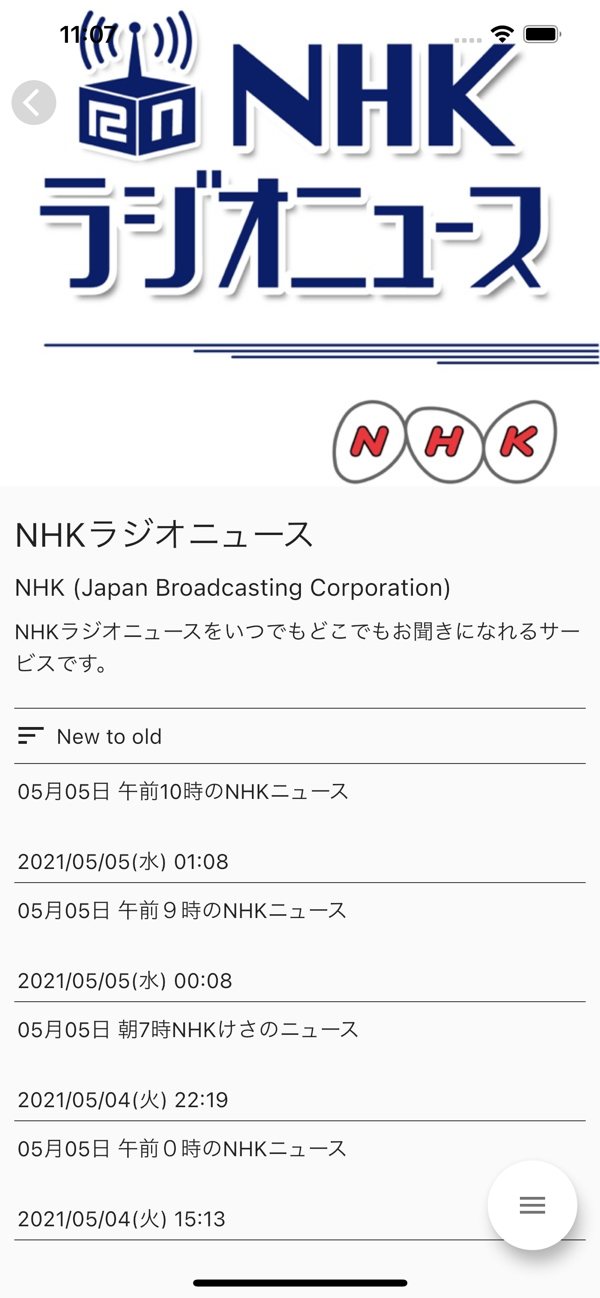 11:07
NHK
ラジオニュース
N H K
NHKラジオニュース
NHK (Japan Broadcasting Corporation)
NHKラジオニュースをいつでもどこでもお聞きになれるサー
ビスです。
New to old
05月05日 午前10時のNHKニュース
2021/05/05(水) 01:08
05月05日 午前９時のNHKニュース
2021/05/05(水) 00:08
05月05日 朝7時NHKけさのニュース
2021/05/04(火) 22:19
05月05日 午前０時のNHKニュース
2021/05/04(火) 15:13